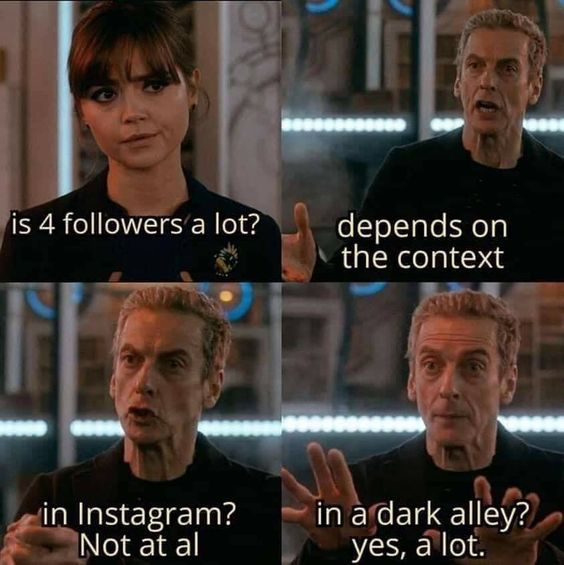 is 4 followers a lot?
depends on
the context
in Instagram?
Not at al
in a dark alley?
yes, a lot.